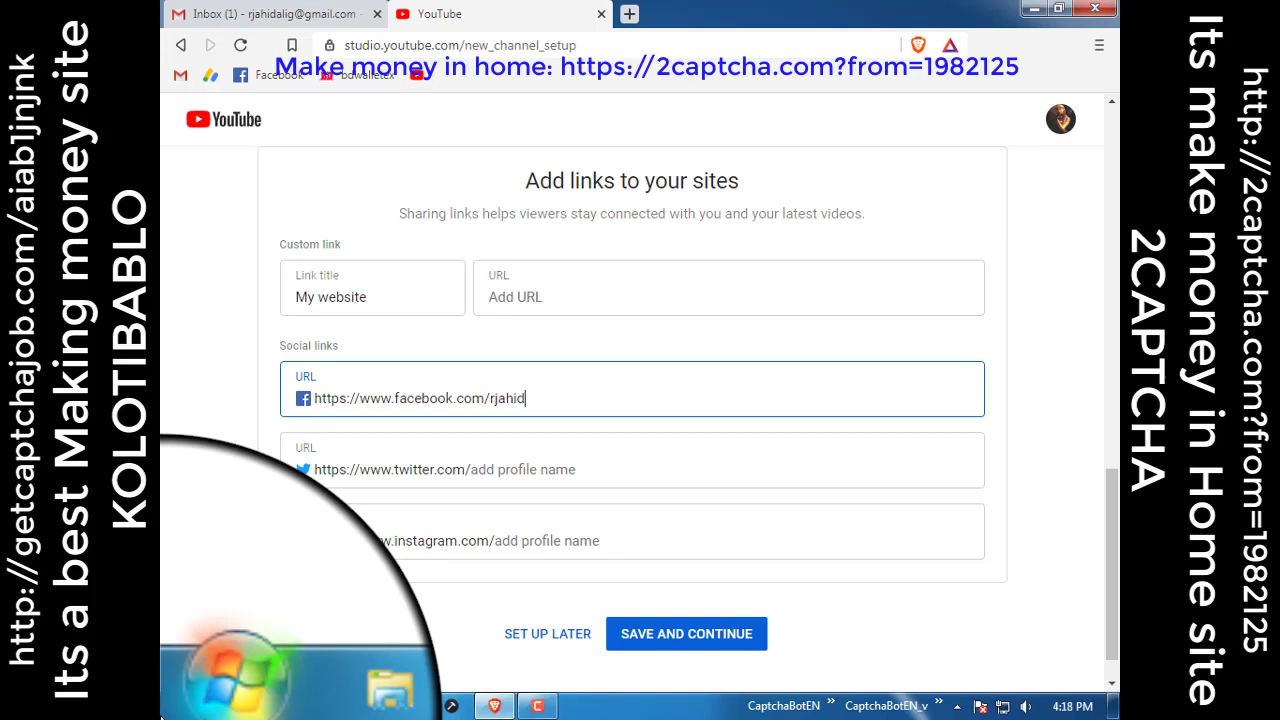 http://getcaptchajob.com/aiab1jnjnk
Its a best Making money site
KOLOTIBABLO
Inbox (1) - rjahidalig@gmail.com -
YouTube
studio.youtube.com/new_channel_setup
Facebook
bdwalletex
Make money in home: https://2captcha.com?from=1982125
YouTube
Add links to your sites
Sharing links helps viewers stay connected with you and your latest videos.
Custom link
Link title
My website
URL
Add URL
Social links
URL
https://www.facebook.com/rjahid
URL
https://www.twitter.com/add profile name
w.instagram.com/add profile name
SET UP LATER
SAVE AND CONTINUE
CaptchaBotEN
CaptchaBotEN_v
4:18 PM
2CAPTCHA
Its make money in Home site
http://2captcha.com?from=1982125